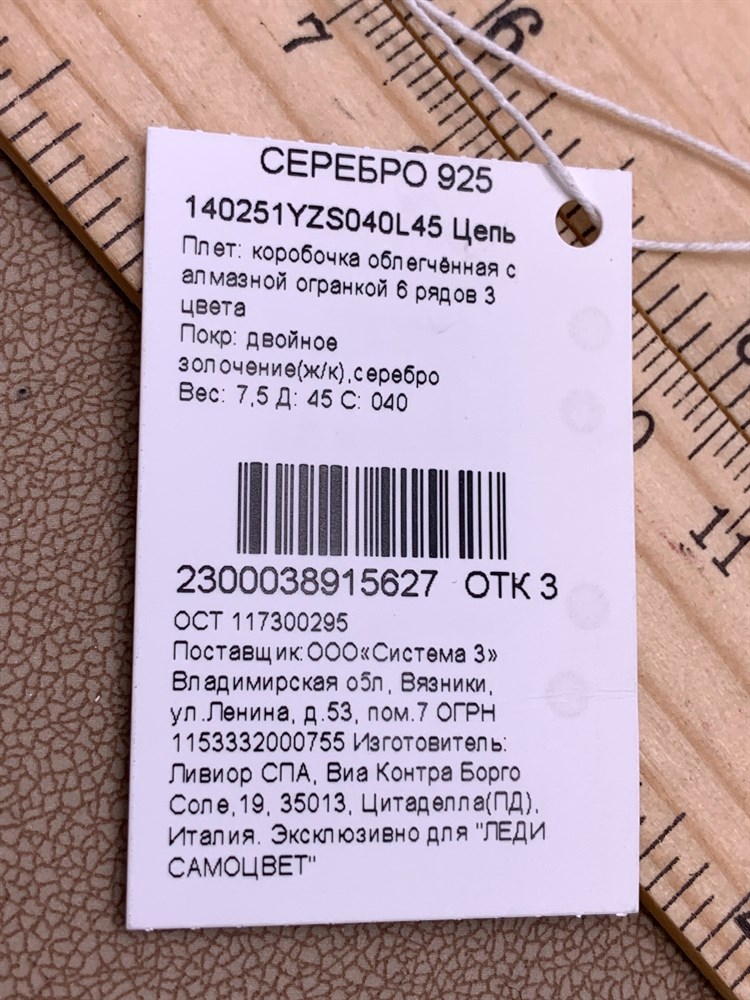 7
6
СЕРЕБРО 925
140251YZS040L45 Цепь
Плет: коробочка облегчённая с
алмазной огранкой 6 рядов 3
цвета
Покр: двойное
золочение(ж/к),серебро
Вес: 7,5 Д: 45 С: 040
2300038915627 ОТК 3
ОСТ 117300295
Поставщик:ООО«Система 3»
Владимирская обл, Вязники,
ул.Ленина, д.53, пом.7 ОГРН
1153332000755 Изготовитель:
Ливиор СПА, Виа Контра Борго
Соле,19, 35013, Цитаделла(ПД),
Италия. Эксклюзивно для "ЛЕДИ
САМОЦВЕТ"
11